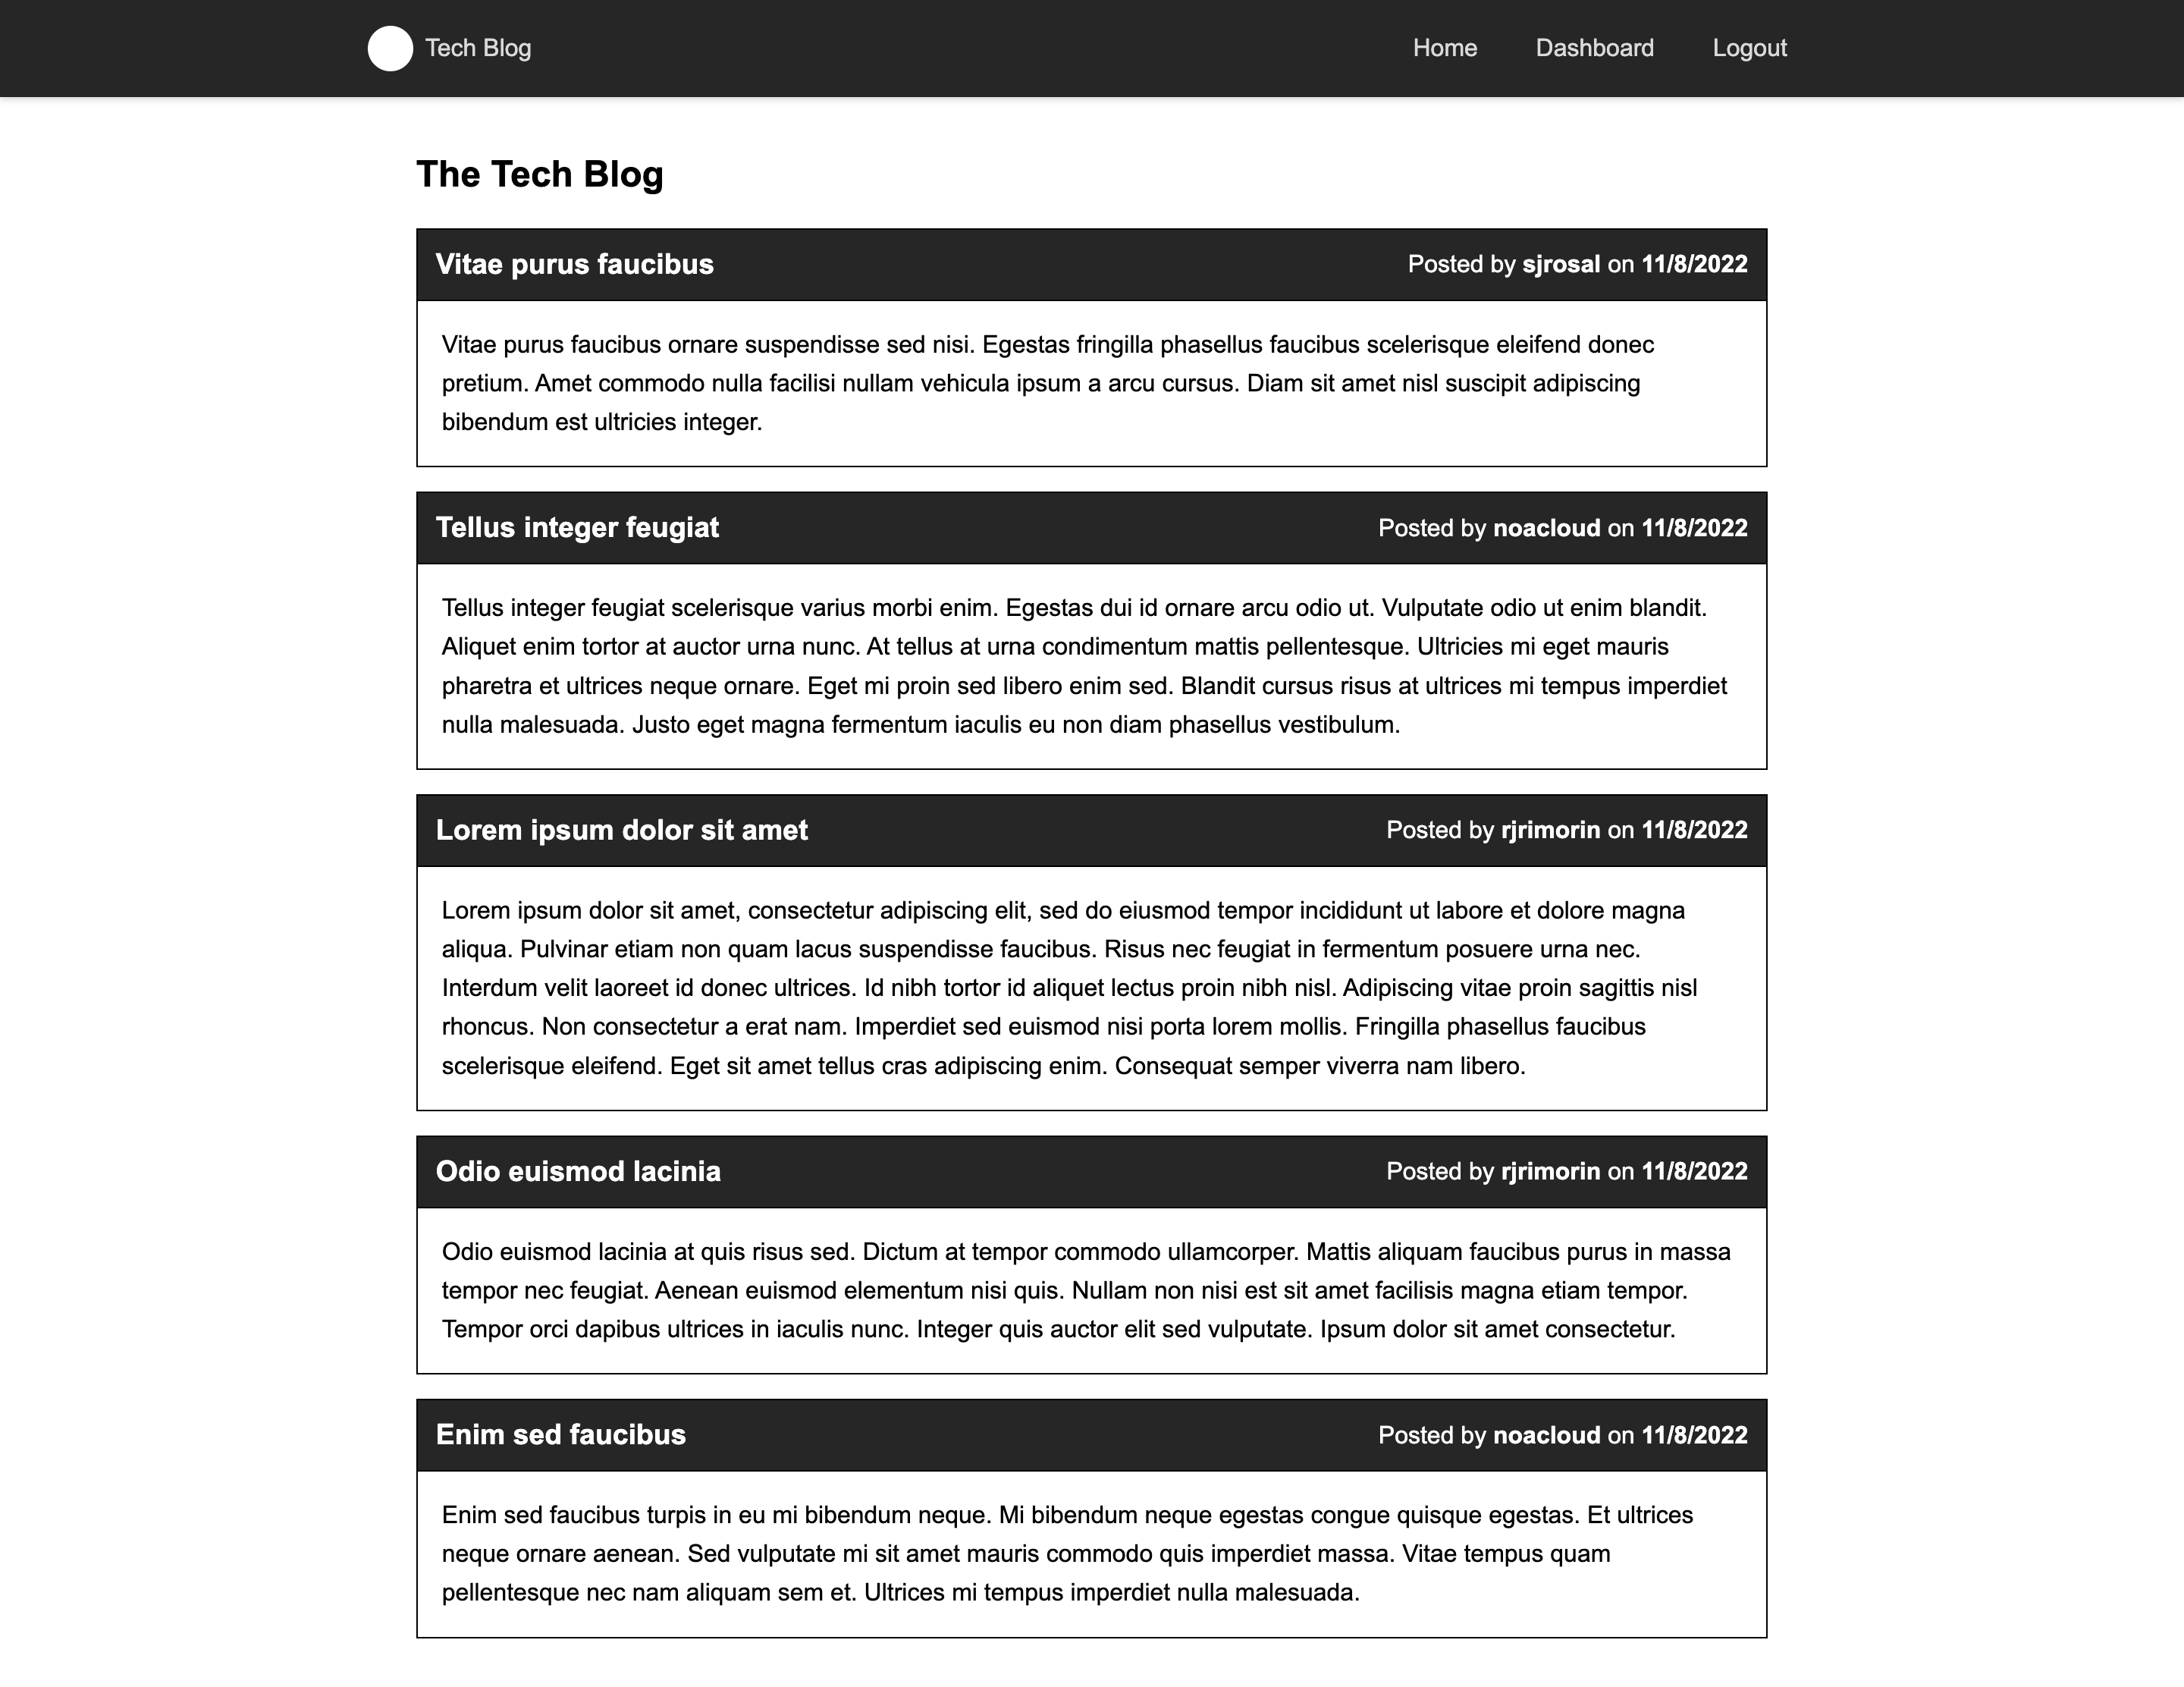 Tech Blog
Home Dashboard Logout
The Tech Blog
Vitae purus faucibus
Posted by sjrosal on 11/8/2022
Vitae purus faucibus ornare suspendisse sed nisi. Egestas fringilla phasellus faucibus scelerisque eleifend donec
pretium. Amet commodo nulla facilisi nullam vehicula ipsum a arcu cursus. Diam sit amet nisl suscipit adipiscing
bibendum est ultricies integer.
Tellus integer feugiat
Posted by noacloud on 11/8/2022
Tellus integer feugiat scelerisque varius morbi enim. Egestas dui id ornare arcu odio ut. Vulputate odio ut enim blandit.
Aliquet enim tortor at auctor urna nunc. At tellus at urna condimentum mattis pellentesque. Ultricies mi eget mauris
pharetra et ultrices neque ornare. Eget mi proin sed libero enim sed. Blandit cursus risus at ultrices mi tempus imperdiet
nulla malesuada. Justo eget magna fermentum iaculis eu non diam phasellus vestibulum.
Lorem ipsum dolor sit amet
Posted by rjrimorin on 11/8/2022
Lorem ipsum dolor sit amet, consectetur adipiscing elit, sed do eiusmod tempor incididunt ut labore et dolore magna
aliqua. Pulvinar etiam non quam lacus suspendisse faucibus. Risus nec feugiat in fermentum posuere urna nec.
Interdum velit laoreet id donec ultrices. Id nibh tortor id aliquet lectus proin nibh nisl. Adipiscing vitae proin sagittis nisl
rhoncus. Non consectetur a erat nam. Imperdiet sed euismod nisi porta lorem mollis. Fringilla phasellus faucibus
scelerisque eleifend. Eget sit amet tellus cras adipiscing enim. Consequat semper viverra nam libero.
Odio euismod lacinia
Posted by rjrimorin on 11/8/2022
Odio euismod lacinia at quis risus sed. Dictum at tempor commodo ullamcorper. Mattis aliquam faucibus purus in massa
tempor nec feugiat. Aenean euismod elementum nisi quis. Nullam non nisi est sit amet facilisis magna etiam tempor.
Tempor orci dapibus ultrices in iaculis nunc. Integer quis auctor elit sed vulputate. Ipsum dolor sit amet consectetur.
Enim sed faucibus
Posted by noacloud on 11/8/2022
Enim sed faucibus turpis in eu mi bibendum neque. Mi bibendum neque egestas congue quisque egestas. Et ultrices
neque ornare aenean. Sed vulputate mi sit amet mauris commodo quis imperdiet massa. Vitae tempus quam
pellentesque nec nam aliquam sem et. Ultrices mi tempus imperdiet nulla malesuada.